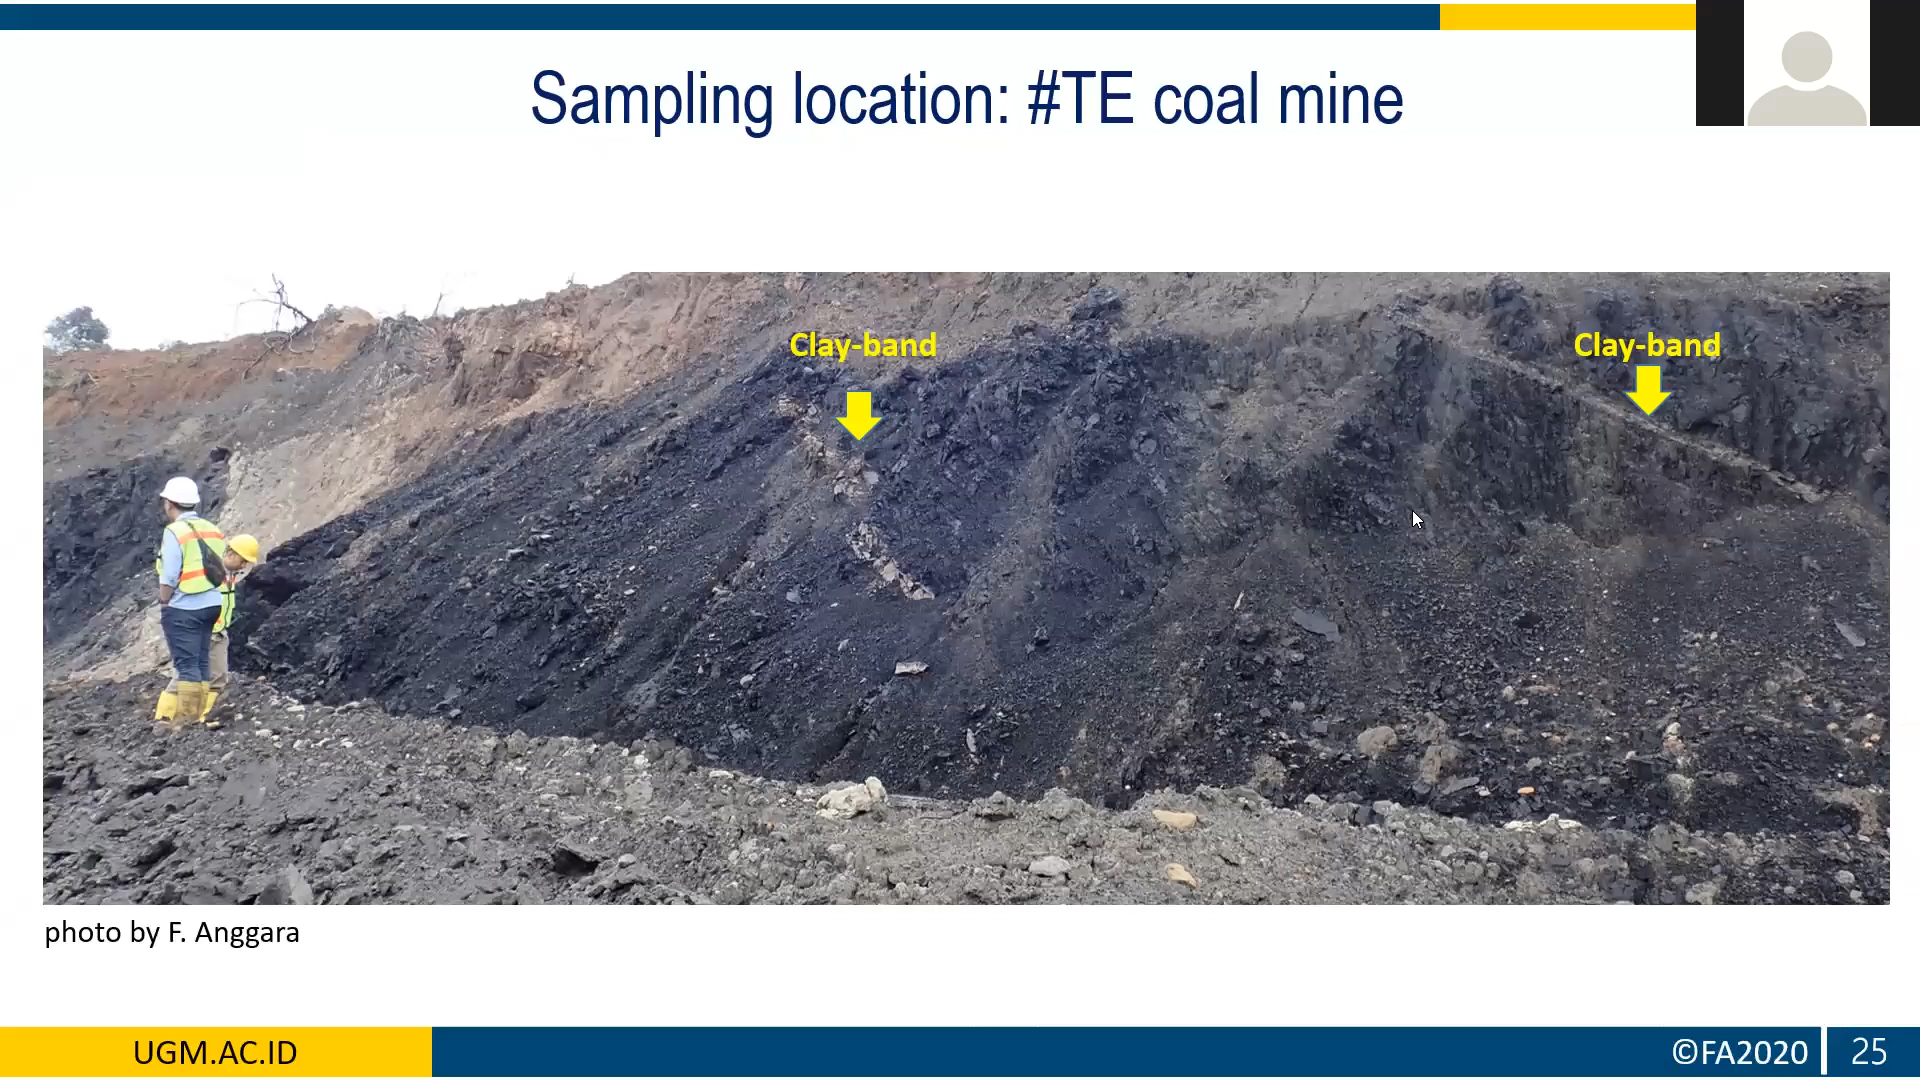 Sampling location: #TE coal mine
Clay-band
Clay-band
photo by F. Anggara
UGM.AC.ID
©FA2020
25